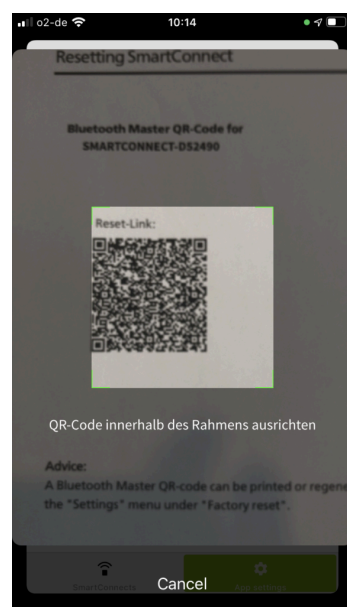 o2-de 10:14
Resetting SmartConnect
Bluetooth Master QR-Code for
SMARTCONNECT-DS2490
Reset-Link:
QR-Code innerhalb des Rahmens ausrichten
Advice:
A Bluetooth Master QR-code can be printed or regene
the "Settings" menu under "Factory reset".
Cancel
SmartConnects App settings